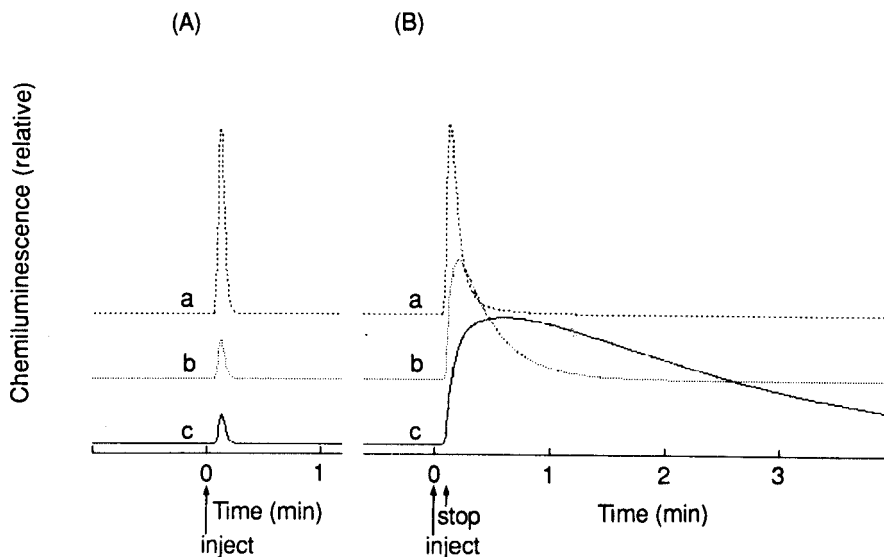 (A)
(B)
Chemiluminescence (relative)
a
b
c
a
b
c
0
1
0
1
2
3
Time (min)
inject
stop
inject
Time (min)